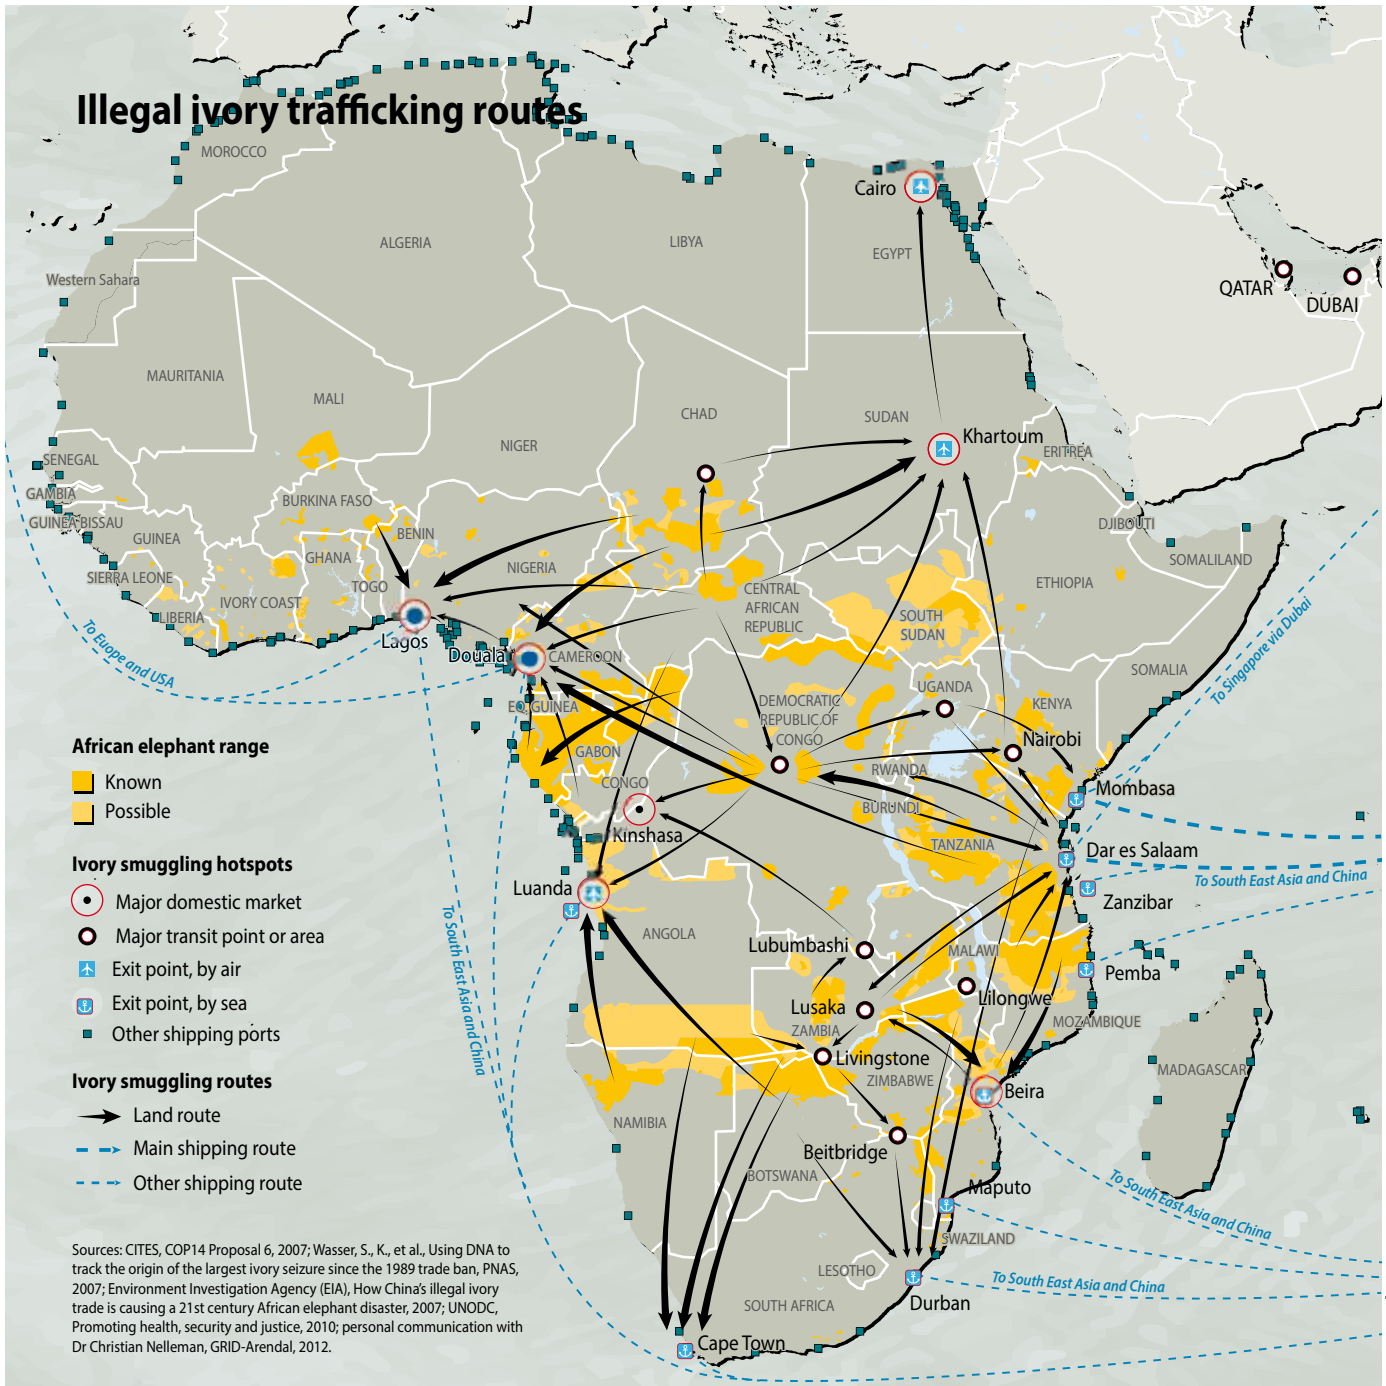 Illegal ivory trafficking routes
MOROCCO
Cairo
ALGERIA
LIBYA
EGYPT
Western Sahara
QATAR
DUBAI
MAURITANIA
MALI
NIGER
CHAD
SUDAN
Khartoum
ERITREA
SENEGAL
GAMBIA
GUINEA BISSAU
GUINEA
BURKINA FASO
BENIN
DJIBOUTI
SOMALILAND
SIERRA LEONE
GHANA
NIGERIA
TOGO
IVORY COAST
LIBERIA
CENTRAL
AFRICAN
REPUBLIC
ETHIOPIA
SOUTH
SUDAN
Lagos
Douala
CAMEROON
SOMALIA
To Europe and USA
To Singapore via Dubai
EQ. GUINEA
DEMOCRATIC
REPUBLIC OF
CONGO
UGANDA
KENYA
Nairobi
GABON
CONGO
RWANDA
BURUNDI
Mombasa
Kinshasa
TANZANIA
Dar es Salaam
To South East Asia and China
Zanzibar
Luanda
ANGOLA
Lubumbashi
MALAWI
Pemba
Lusaka
Lilongwe
ZAMBIA
MOZAMBIQUE
Livingstone
ZIMBABWE
MADAGASCAR
Beira
NAMIBIA
Beitbridge
BOTSWANA
Maputo
To South East Asia and China
SWAZILAND
LESOTHO
To South East Asia and China
SOUTH AFRICA
Durban
Cape Town
To South East Asia and China
African elephant range
Known
Possible
Ivory smuggling hotspots
Major domestic market
Major transit point or area
Exit point, by air
Exit point, by sea
Other shipping ports
Ivory smuggling routes
Land route
Main shipping route
Other shipping route
Sources: CITES, COP14 Proposal 6, 2007; Wasser, S., K., et al., Using DNA to
track the origin of the largest ivory seizure since the 1989 trade ban, PNAS,
2007; Environment Investigation Agency (EIA), How China's illegal ivory
trade is causing a 21st century African elephant disaster, 2007; UNODC,
Promoting health, security and justice, 2010; personal communication with
Dr Christian Nelleman, GRID-Arendal, 2012.